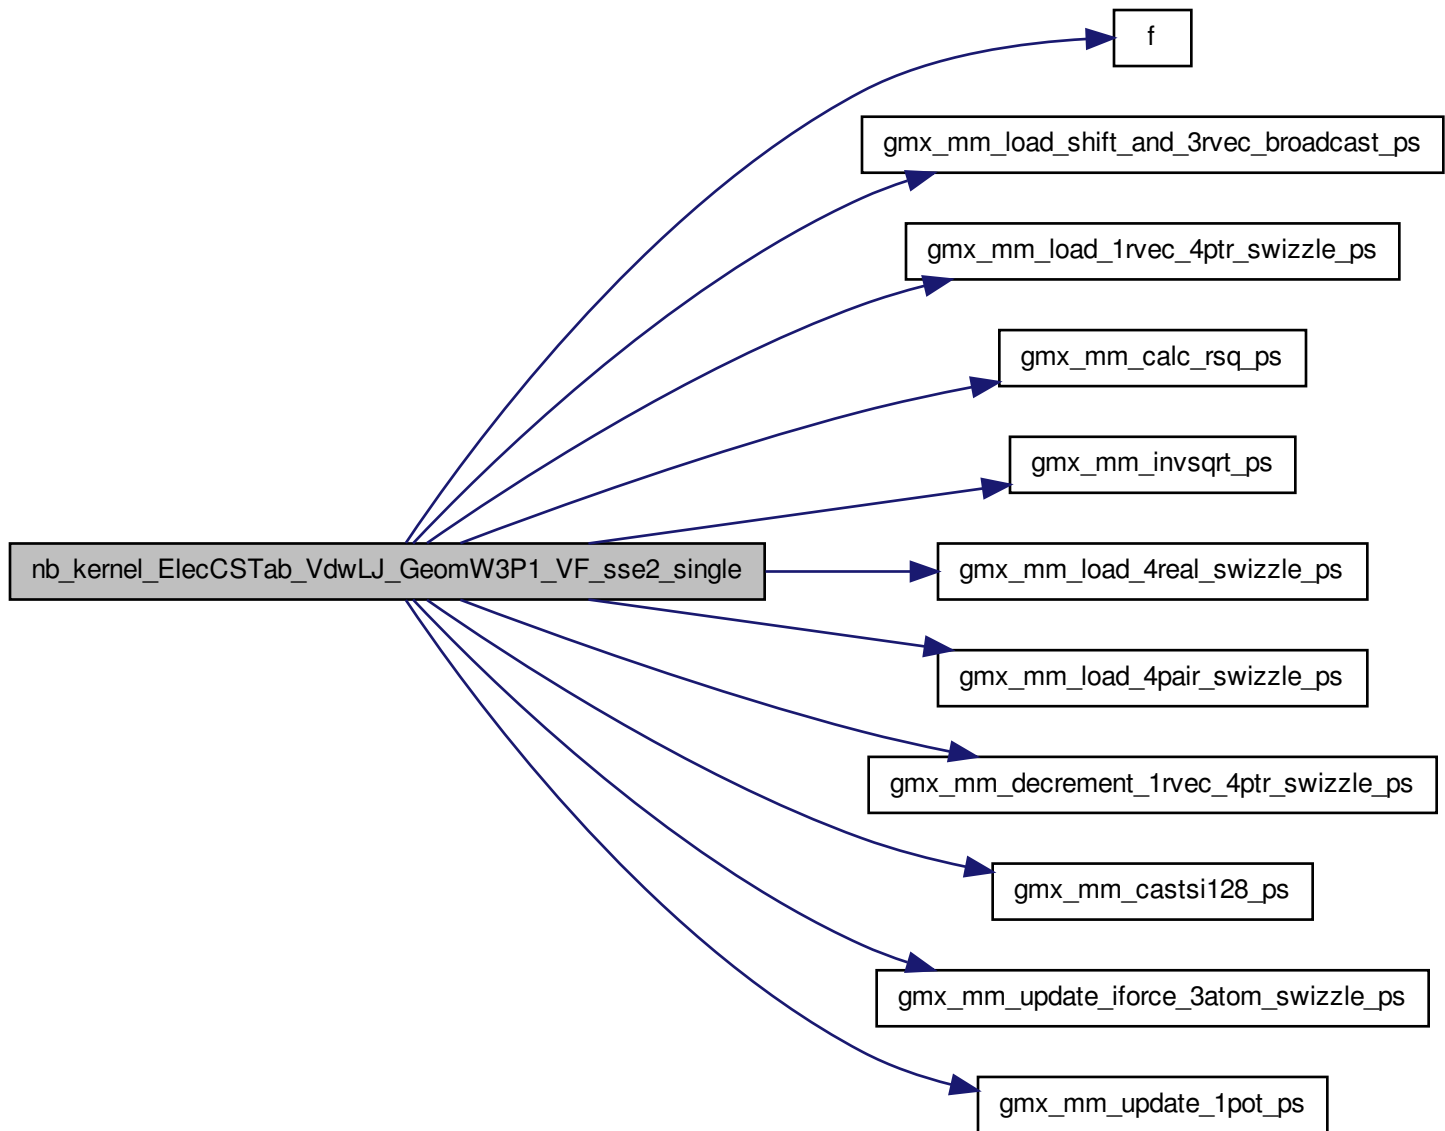 f
gmx_mm_load_shift_and_3rvec_broadcast_ps
gmx_mm_load_1rvec_4ptr_swizzle_ps
gmx_mm_calc_rsq_ps
gmx_mm_invsqrt_ps
nb_kernel_ElecCSTab_VdwLJ_GeomW3P1_VF_sse2_single
gmx_mm_load_4real_swizzle_ps
gmx_mm_load_4pair_swizzle_ps
gmx_mm_decrement_1rvec_4ptr_swizzle_ps
gmx_mm_castsi128_ps
gmx_mm_update_iforce_3atom_swizzle_ps
gmx_mm_update_1pot_ps